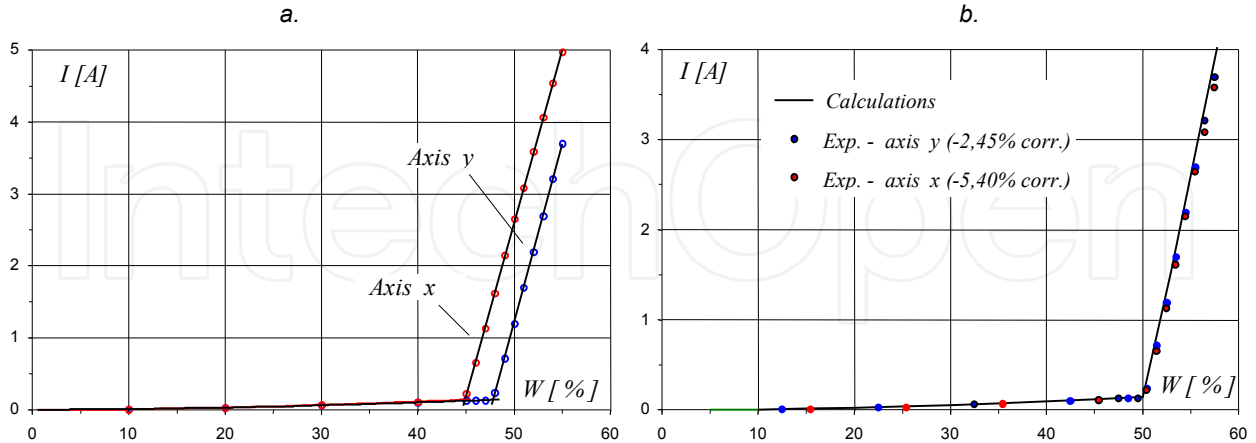 a.
I [A]
5
4
3
2
1
0
Axis y
Axis x
W [ %]
0 10 20 30 40 50 60
b.
I [A]
4
3
2
1
0
Calculations
Exp. - axis y (-2,45% corr.)
Exp. - axis x (-5,40% corr.)
W [ %]
0 10 20 30 40 50 60
IntechOpen